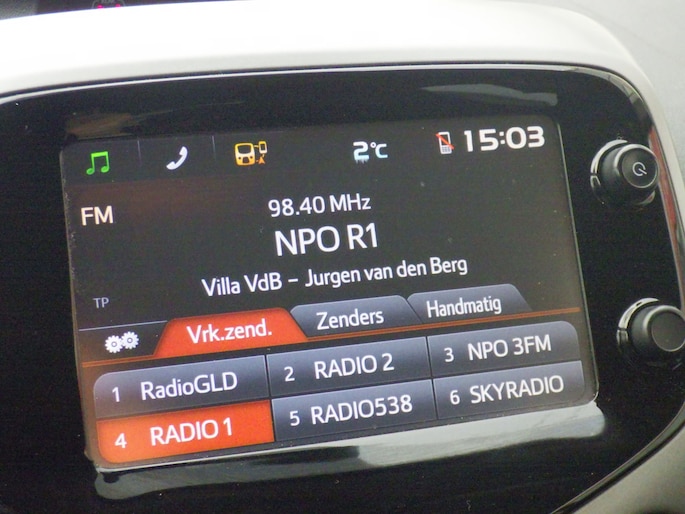 2°C 15:03
FM 98.40 MHz
NPO R1
Villa VdB – Jurgen van den Berg
TP
Vrk.zend. Zenders Handmatig
1 RadioGLD 2 RADIO 2 3 NPO 3FM
4 RADIO 1 5 RADIO538 6 SKYRADIO